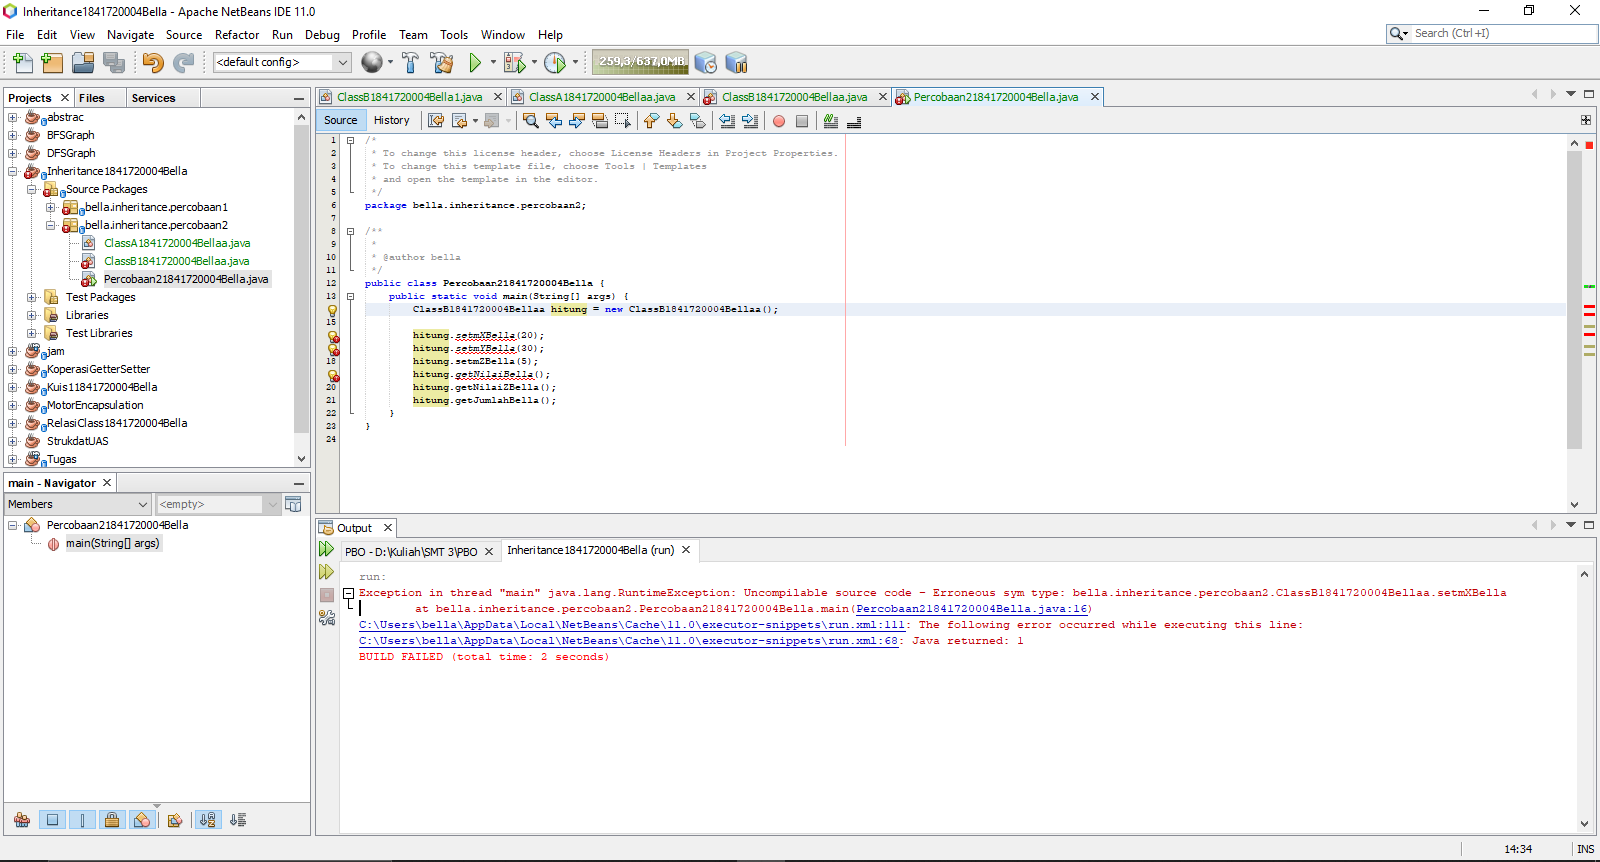 Inheritance1841720004Bella - Apache NetBeans IDE 11.0
File Edit View Navigate Source Refactor Run Debug Profile Team Tools Window Help
Search (Ctrl+I)
<default config>
259,3/637,0MB
Projects Files Services
abstrac
BFSGraph
DFSGraph
Inheritance1841720004Bella
Source Packages
bella.inheritance.percobaan1
bella.inheritance.percobaan2
ClassA1841720004Bellaa.java
ClassB1841720004Bellaa.java
Percobaan21841720004Bella.java
Test Packages
Libraries
Test Libraries
jam
KoperasiGetterSetter
Kuis11841720004Bella
MotorEncapsulation
RelasiClass1841720004Bella
StrukdatUAS
Tugas
main - Navigator
Members
<empty>
Percobaan21841720004Bella
main(String[] args)
ClassB1841720004Bella1.java ClassA1841720004Bellaa.java ClassB1841720004Bellaa.java Percobaan21841720004Bella.java
Source History
1 /*
2 * To change this license header, choose License Headers in Project Properties.
3 * To change this template file, choose Tools | Templates
4 * and open the template in the editor.
5 */
6 package bella.inheritance.percobaan2;
7
8 /**
9 *
10 * @author bella
11 */
12 public class Percobaan21841720004Bella {
13 public static void main(String[] args) {
ClassB1841720004Bellaa hitung = new ClassB1841720004Bellaa();
15
hitung.setmXBella(20);
hitung.setmYBella(30);
18 hitung.setmZBella(5);
hitung.getNilaiBella();
20 hitung.getNilaiZBella();
21 hitung.getJumlahBella();
22 }
23 }
24
Output
PBO - D:\Kuliah\SMT 3\PBO Inheritance1841720004Bella (run)
run:
Exception in thread "main" java.lang.RuntimeException: Uncompilable source code - Erroneous sym type: bella.inheritance.percobaan2.ClassB1841720004Bellaa.setmXBella
at bella.inheritance.percobaan2.Percobaan21841720004Bella.main(Percobaan21841720004Bella.java:16)
C:\Users\bella\AppData\Local\NetBeans\Cache\11.0\executor-snippets\run.xml:111: The following error occurred while executing this line:
C:\Users\bella\AppData\Local\NetBeans\Cache\11.0\executor-snippets\run.xml:68: Java returned: 1
BUILD FAILED (total time: 2 seconds)
14:34 INS